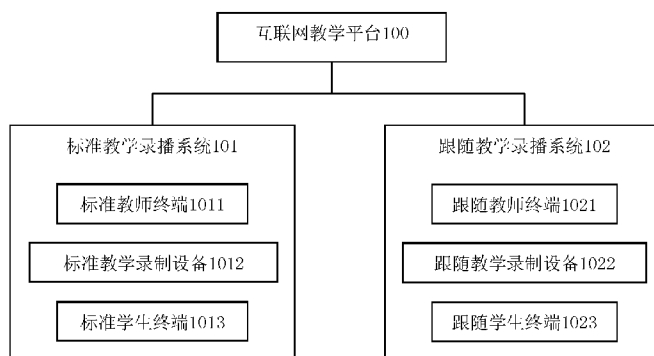 互联网教学平台100
标准教学录播系统101
标准教师终端1011
标准教学录制设备1012
标准学生终端1013
跟随教学录播系统102
跟随教师终端1021
跟随教学录制设备1022
跟随学生终端1023